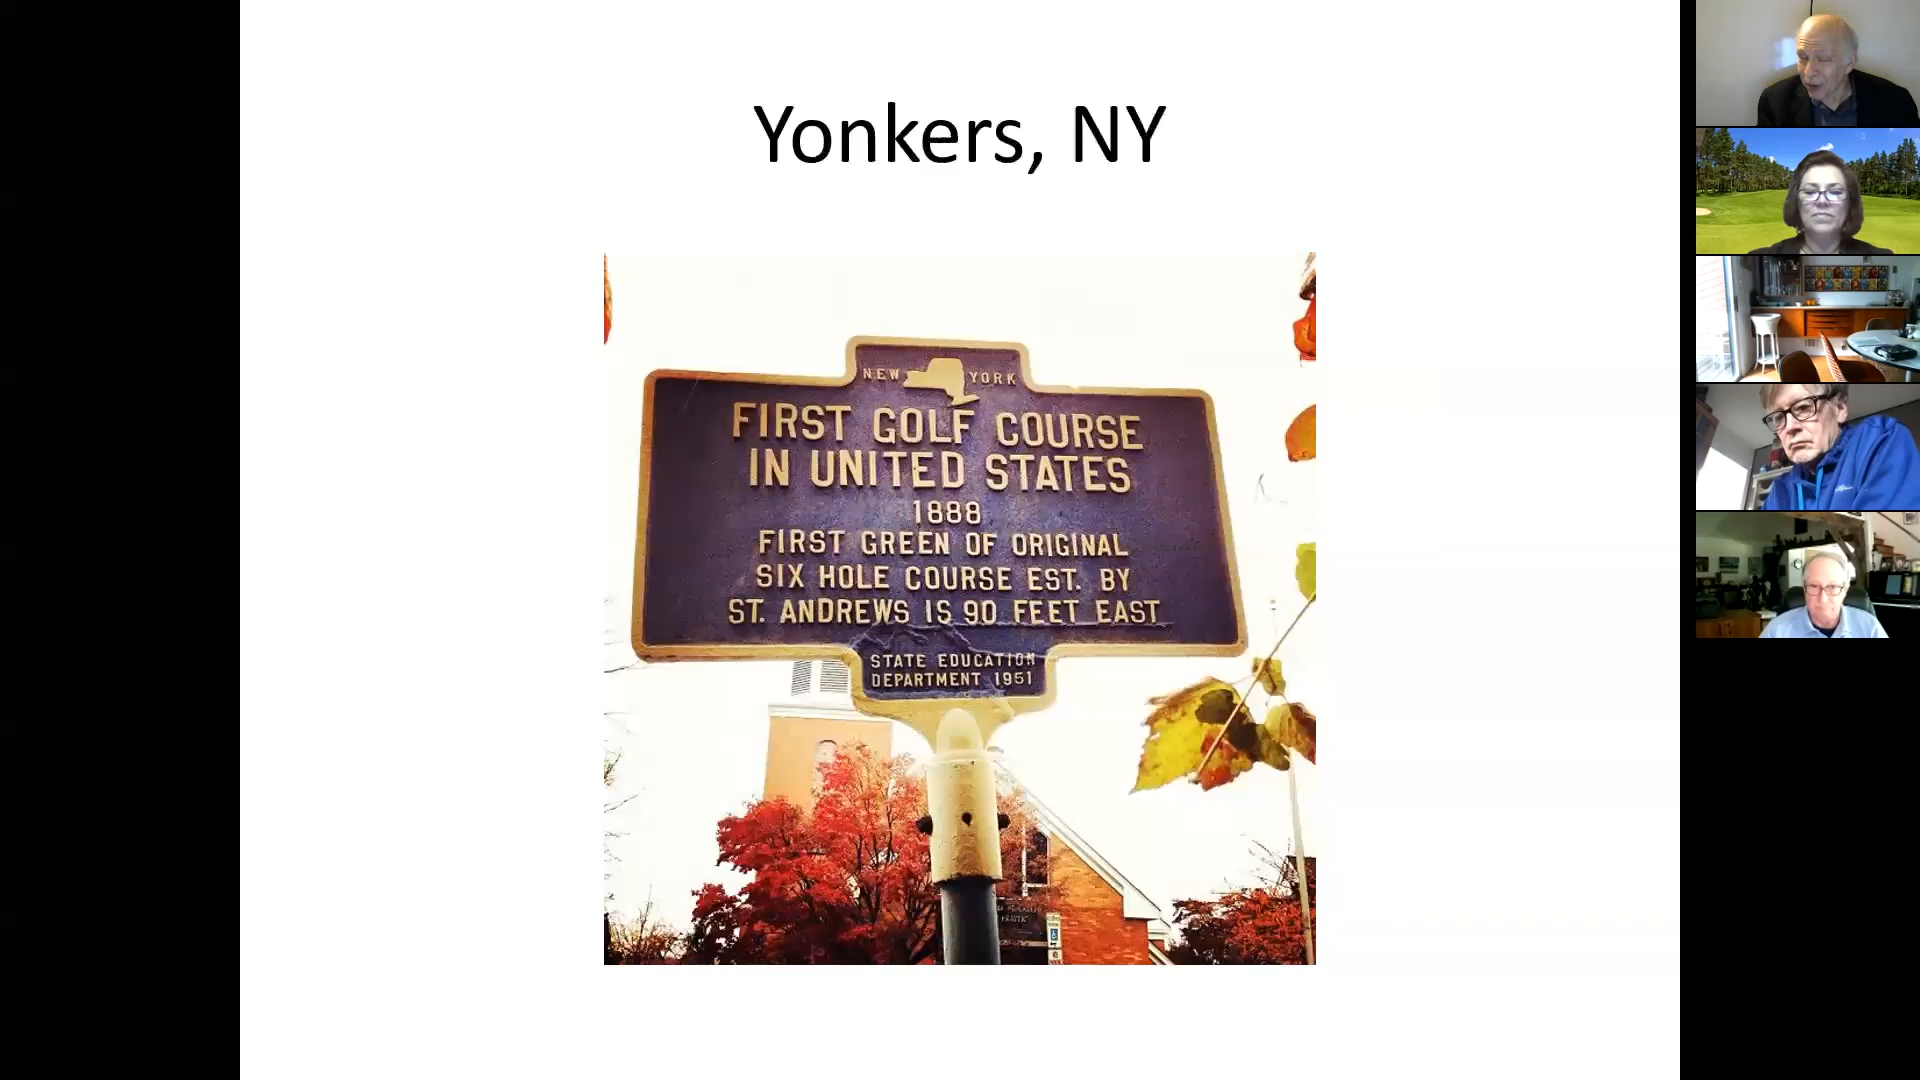 Yonkers, NY
NEW YORK
FIRST GOLF COURSE
IN UNITED STATES
1888
FIRST GREEN OF ORIGINAL
SIX HOLE COURSE EST. BY
ST. ANDREWS IS 90 FEET EAST
STATE EDUCATION
DEPARTMENT 1951